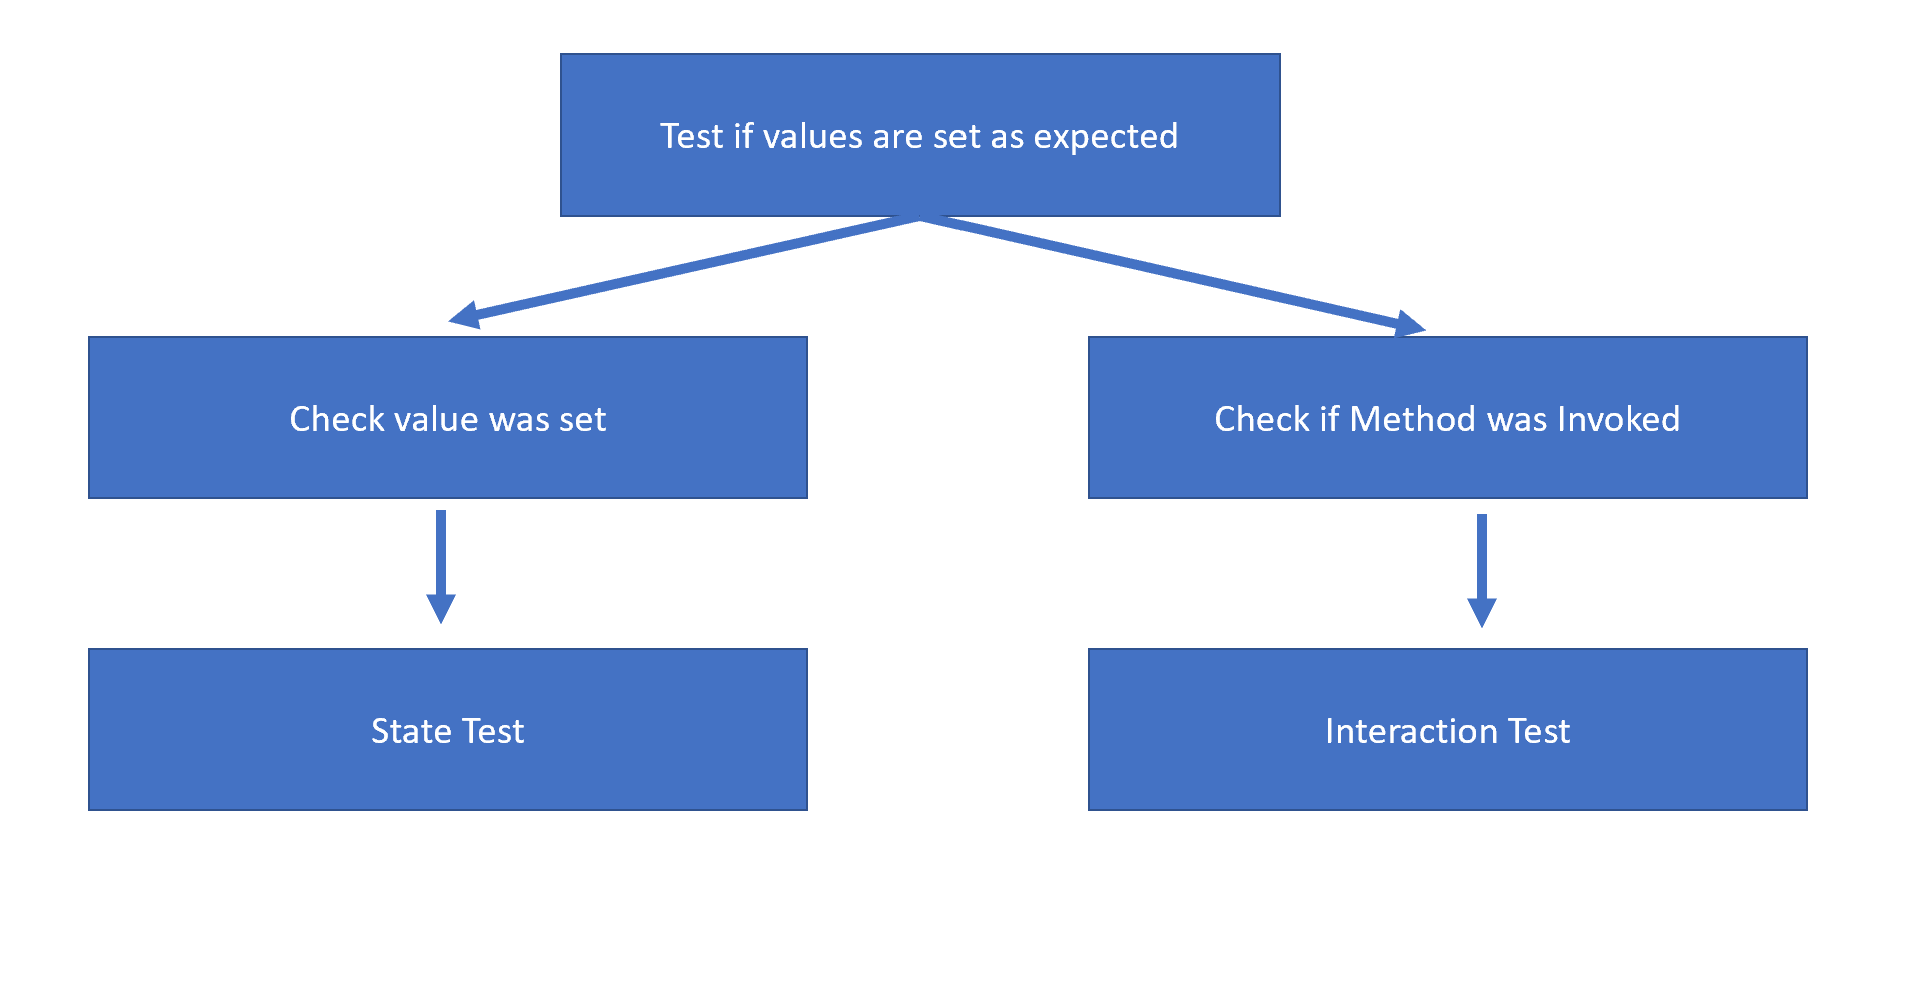 Test if values are set as expected
Check value was set
Check if Method was Invoked
State Test
Interaction Test